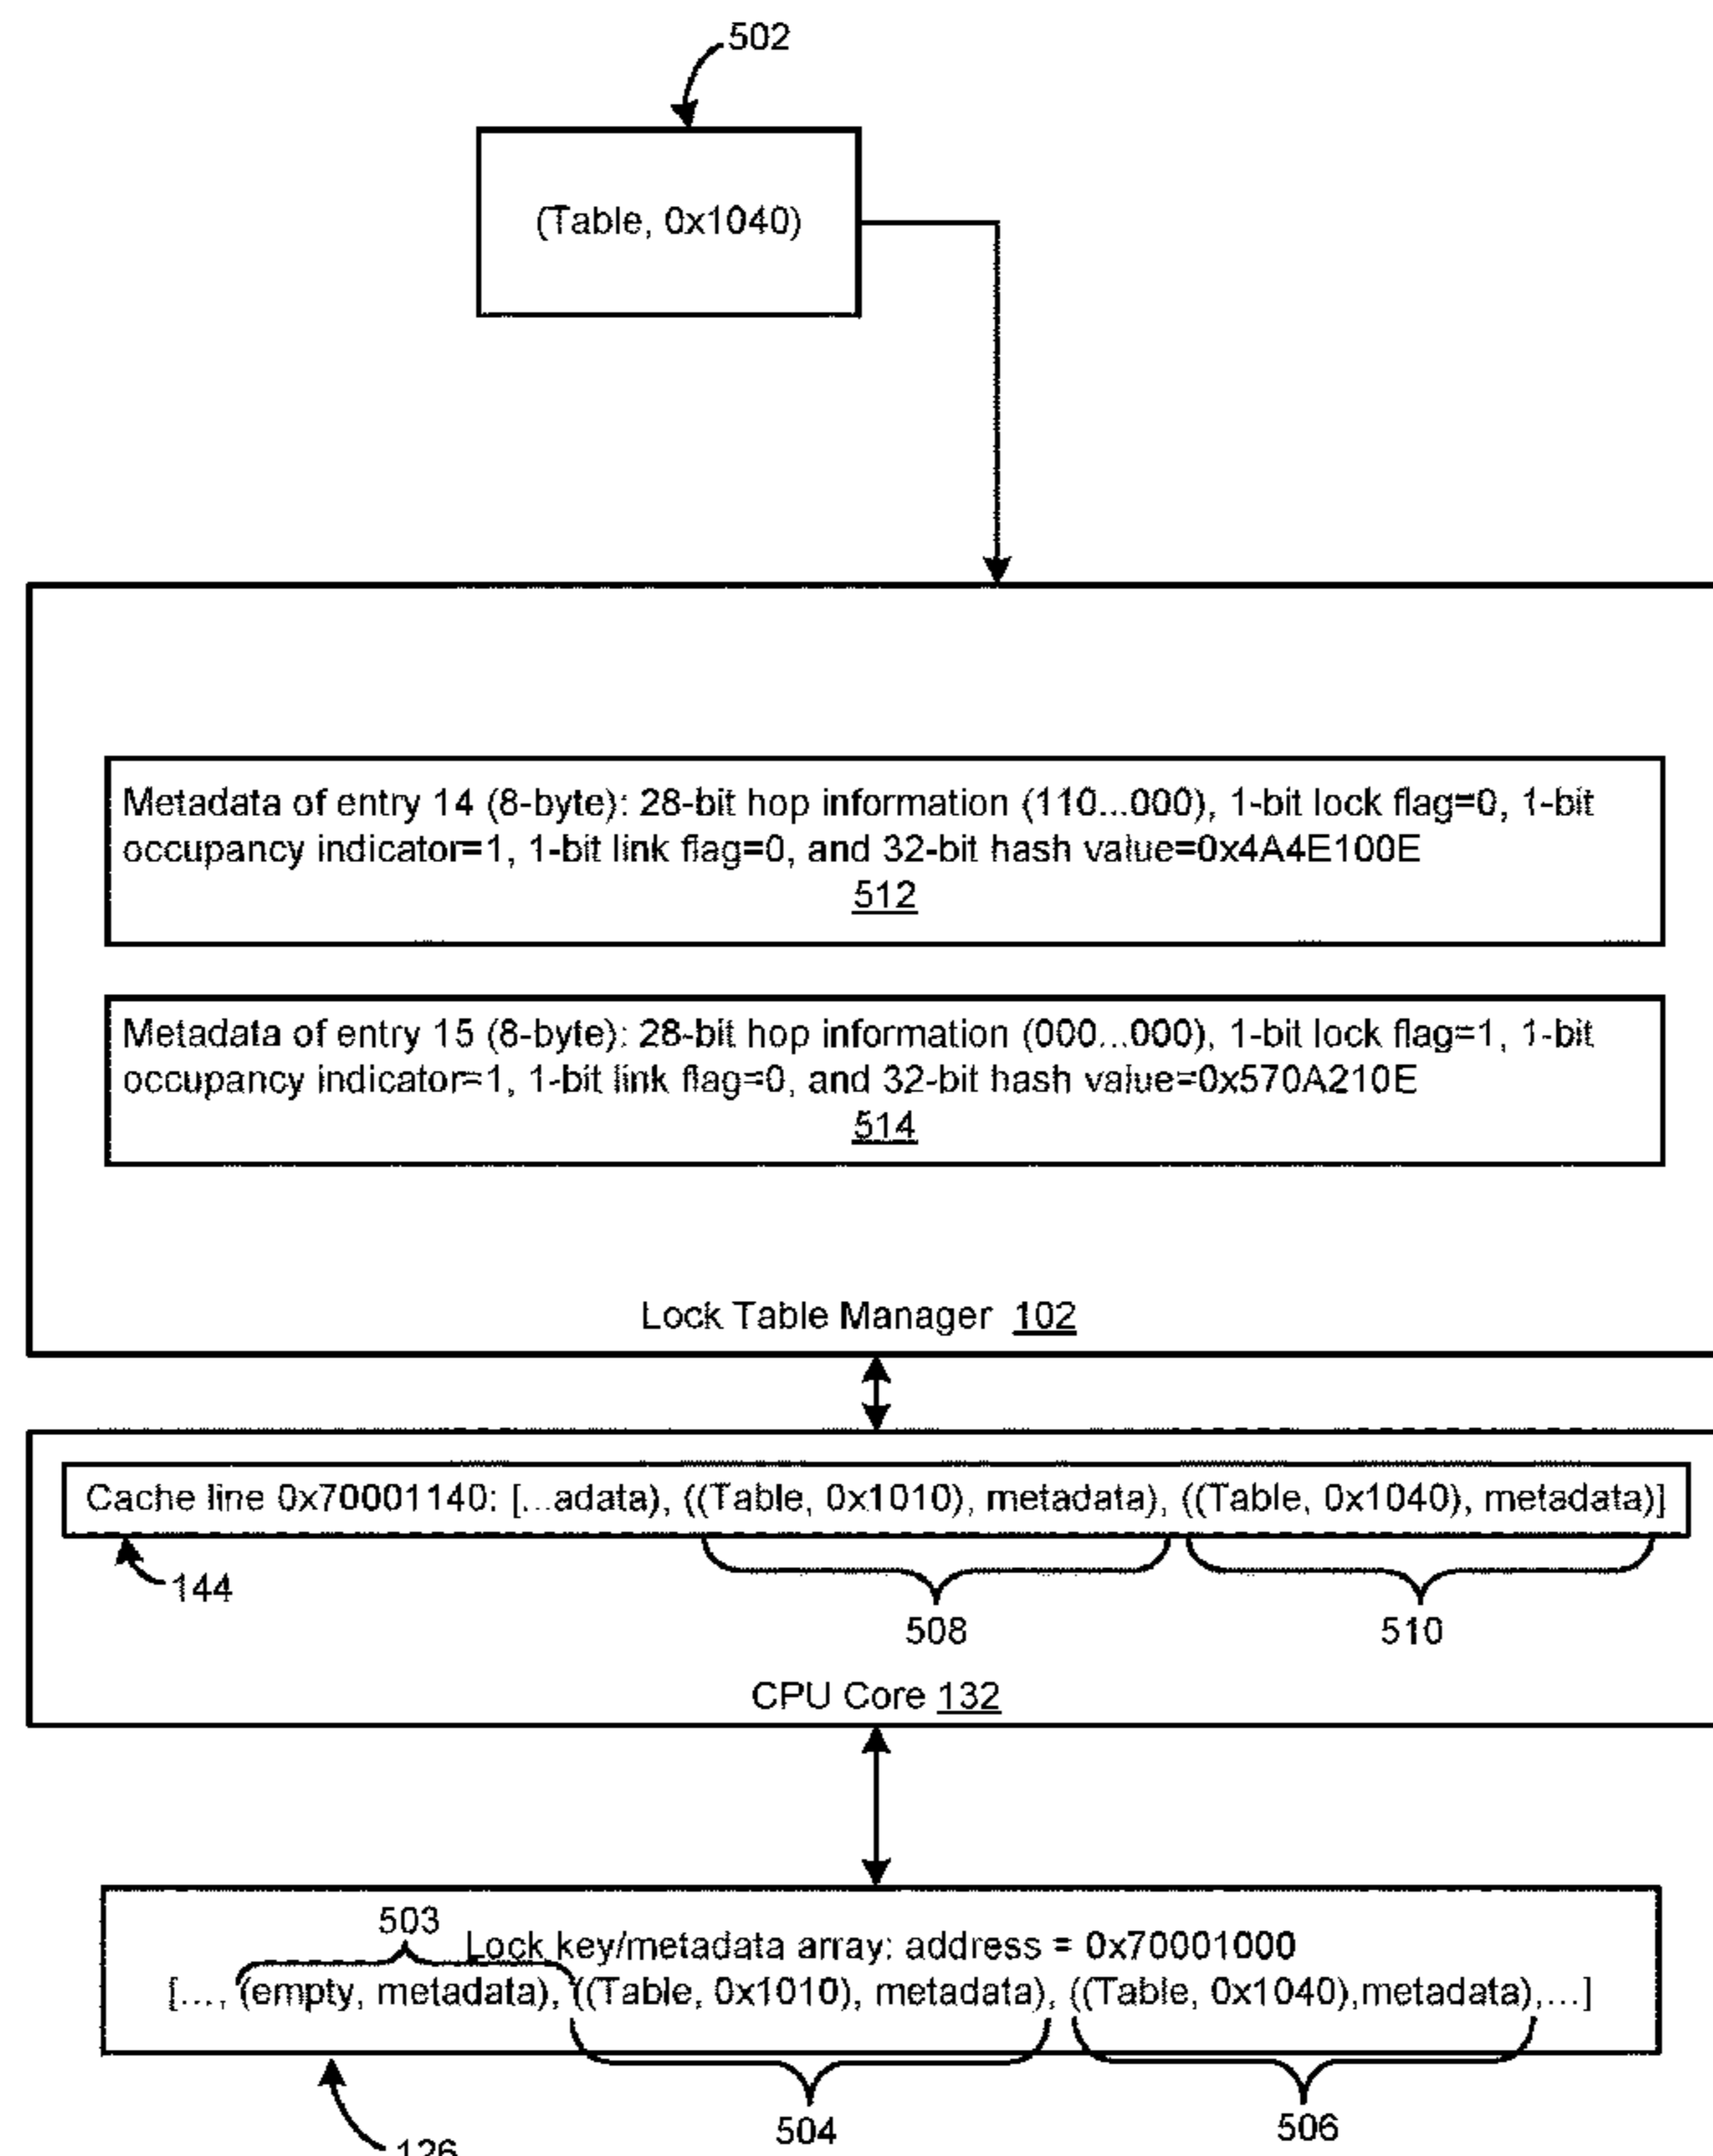 502
(Table, 0x1040)
Metadata of entry 14 (8-byte): 28-bit hop information (110...000), 1-bit lock flag=0, 1-bit
occupancy indicator=1, 1-bit link flag=0, and 32-bit hash value=0x4A4E100E
512
Metadata of entry 15 (8-byte): 28-bit hop information (000...000), 1-bit lock flag=1, 1-bit
occupancy indicator=1, 1-bit link flag=0, and 32-bit hash value=0x570A210E
514
Lock Table Manager 102
Cache line 0x70001140: [...adata), ((Table, 0x1010), metadata), ((Table, 0x1040), metadata)]
144
508
510
CPU Core 132
503
Lock key/metadata array: address = 0x70001000
[..., (empty, metadata), ((Table, 0x1010), metadata), ((Table, 0x1040),metadata),...]
504
506
126